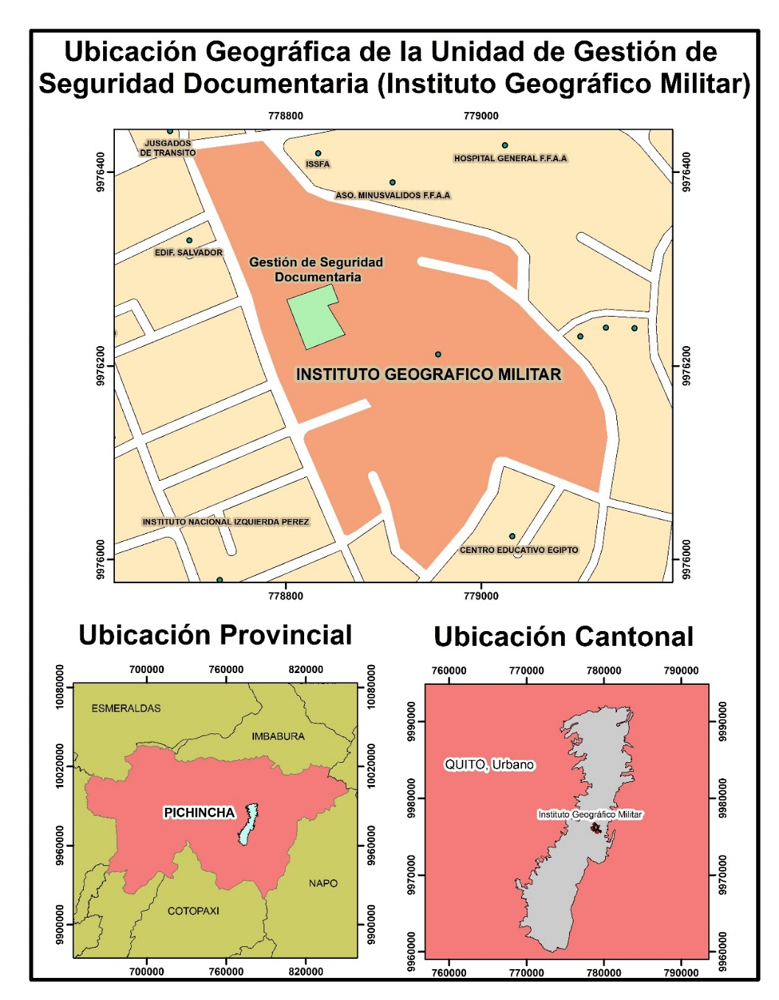 Ubicación Geográfica de la Unidad de Gestión de
Seguridad Documentaria (Instituto Geográfico Militar)
778800
779000
JUSGADOS
DE TRANSITO
ISSFA
HOSPITAL GENERAL F.F.A.A
9976400
9976400
ASO. MINUSVALIDOS F.F.A.A
EDIF. SALVADOR
Gestión de Seguridad
Documentaria
9976200
9976200
INSTITUTO GEOGRAFICO MILITAR
INSTITUTO NACIONAL IZQUIERDA PEREZ
CENTRO EDUCATIVO EGIPTO
9976000
9976000
778800
779000
Ubicación Provincial
700000
760000
820000
10080000
10080000
ESMERALDAS
IMBABURA
10020000
10020000
PICHINCHA
9960000
9960000
NAPO
COTOPAXI
9900000
9900000
700000
760000
820000
Ubicación Cantonal
760000
770000
780000
790000
9990000
9990000
QUITO, Urbano
9980000
9980000
Instituto Geográfico Militar
9970000
9970000
9960000
9960000
760000
770000
780000
790000